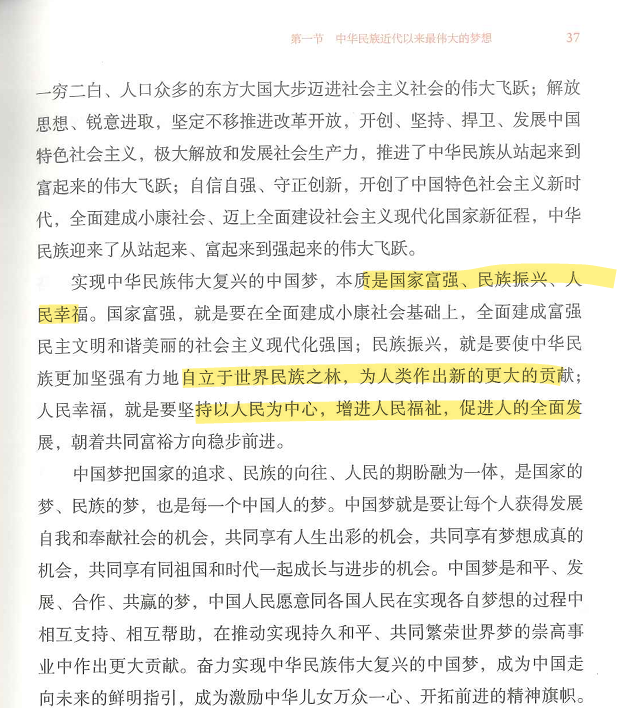 第一节 中华民族近代以来最伟大的梦想 37
一穷二白、人口众多的东方大国大步迈进社会主义社会的伟大飞跃；解放
思想、锐意进取，坚定不移推进改革开放，开创、坚持、捍卫、发展中国
特色社会主义，极大解放和发展社会生产力，推进了中华民族从站起来到
富起来的伟大飞跃；自信自强、守正创新，开创了中国特色社会主义新时
代，全面建成小康社会、迈上全面建设社会主义现代化国家新征程，中华
民族迎来了从站起来、富起来到强起来的伟大飞跃。
实现中华民族伟大复兴的中国梦，本质是国家富强、民族振兴、人
民幸福。国家富强，就是要在全面建成小康社会基础上，全面建成富强
民主文明和谐美丽的社会主义现代化强国；民族振兴，就是要使中华民
族更加坚强有力地自立于世界民族之林，为人类作出新的更大的贡献；
人民幸福，就是要坚持以人民为中心，增进人民福祉，促进人的全面发
展，朝着共同富裕方向稳步前进。
中国梦把国家的追求、民族的向往、人民的期盼融为一体，是国家的
梦、民族的梦，也是每一个中国人的梦。中国梦就是要让每个人获得发展
自我和奉献社会的机会，共同享有人生出彩的机会，共同享有梦想成真的
机会，共同享有同祖国和时代一起成长与进步的机会。中国梦是和平、发
展、合作、共赢的梦，中国人民愿意同各国人民在实现各自梦想的过程中
相互支持、相互帮助，在推动实现持久和平、共同繁荣世界梦的崇高事
业中作出更大贡献。奋力实现中华民族伟大复兴的中国梦，成为中国走
向未来的鲜明指引，成为激励中华儿女万众一心、开拓前进的精神旗帜。